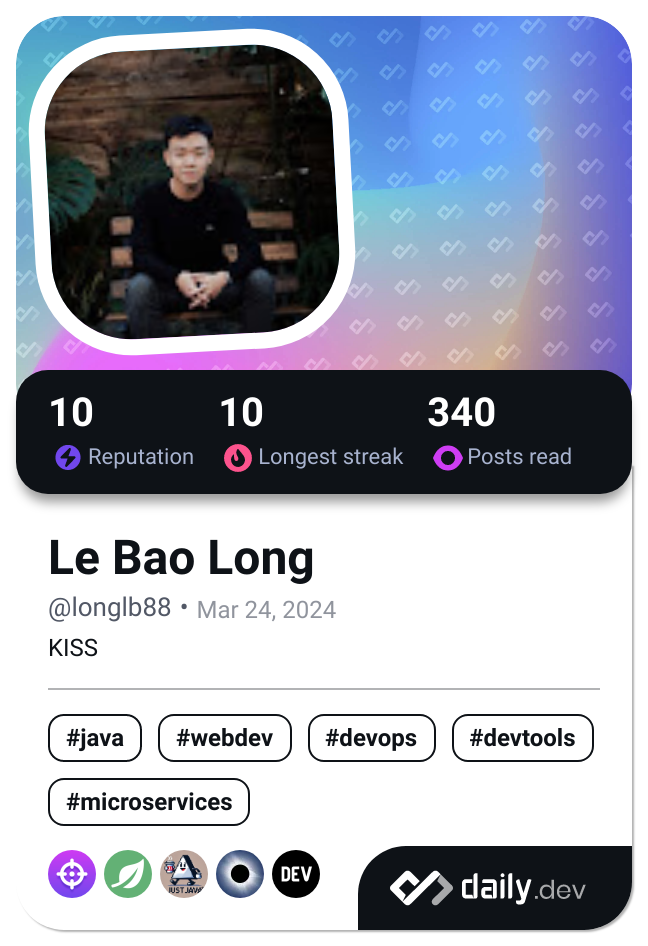 10 10 340
Reputation Longest streak Posts read
Le Bao Long
@longlb88 • Mar 24, 2024
KISS
#java #webdev #devops #devtools
#microservices
JUST JAVA DEV
daily.dev